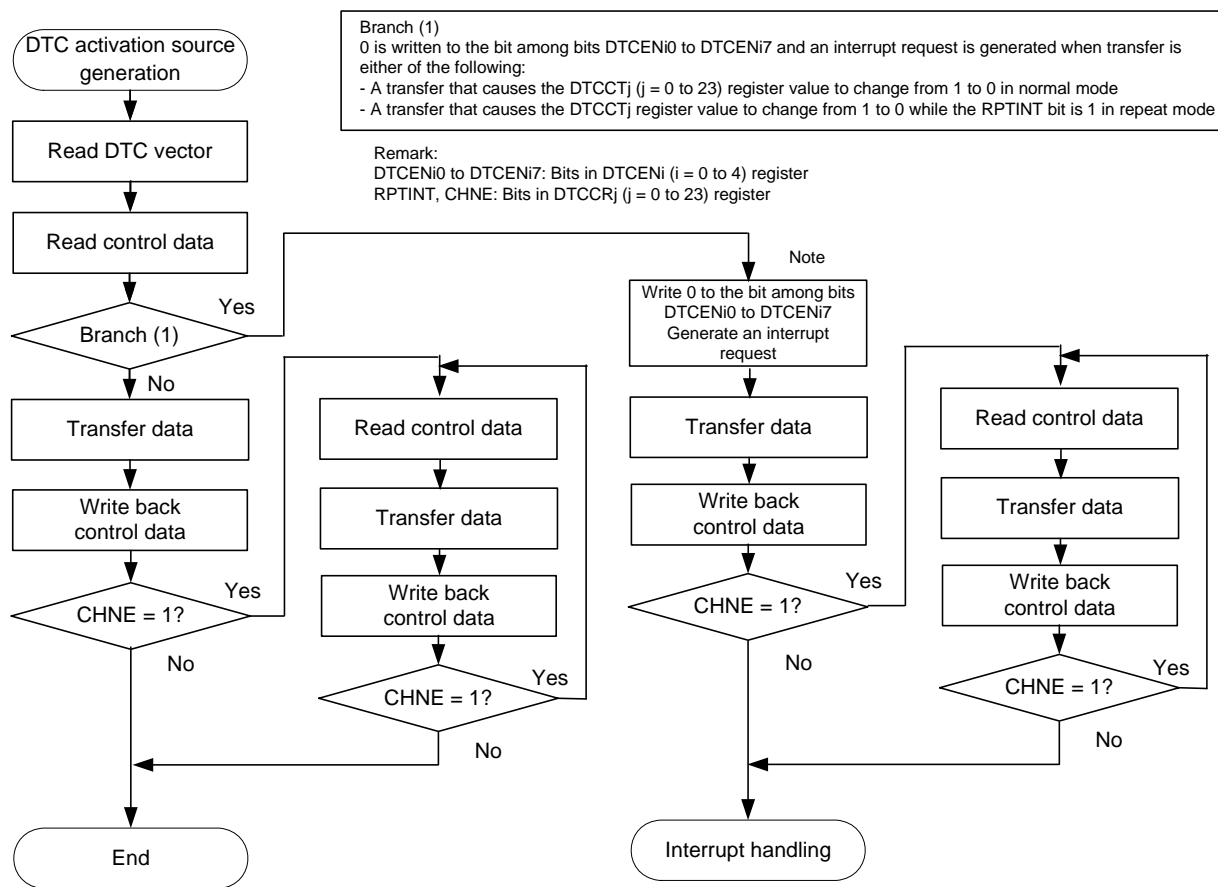 DTC activation source
generation
Branch (1)
0 is written to the bit among bits DTCENi0 to DTCENi7 and an interrupt request is generated when transfer is
either of the following:
- A transfer that causes the DTCCTj (j = 0 to 23) register value to change from 1 to 0 in normal mode
- A transfer that causes the DTCCTj register value to change from 1 to 0 while the RPTINT bit is 1 in repeat mode
Remark:
DTCENi0 to DTCENi7: Bits in DTCENi (i = 0 to 4) register
RPTINT, CHNE: Bits in DTCCRj (j = 0 to 23) register
Read DTC vector
Read control data
Branch (1)
Yes
No
Transfer data
Write back
control data
CHNE = 1?
Yes
No
Read control data
Transfer data
Write back
control data
CHNE = 1?
Yes
No
End
Note
Write 0 to the bit among bits
DTCENi0 to DTCENi7
Generate an interrupt
request
Transfer data
Write back
control data
CHNE = 1?
Yes
No
Read control data
Transfer data
Write back
control data
CHNE = 1?
Yes
No
Interrupt handling